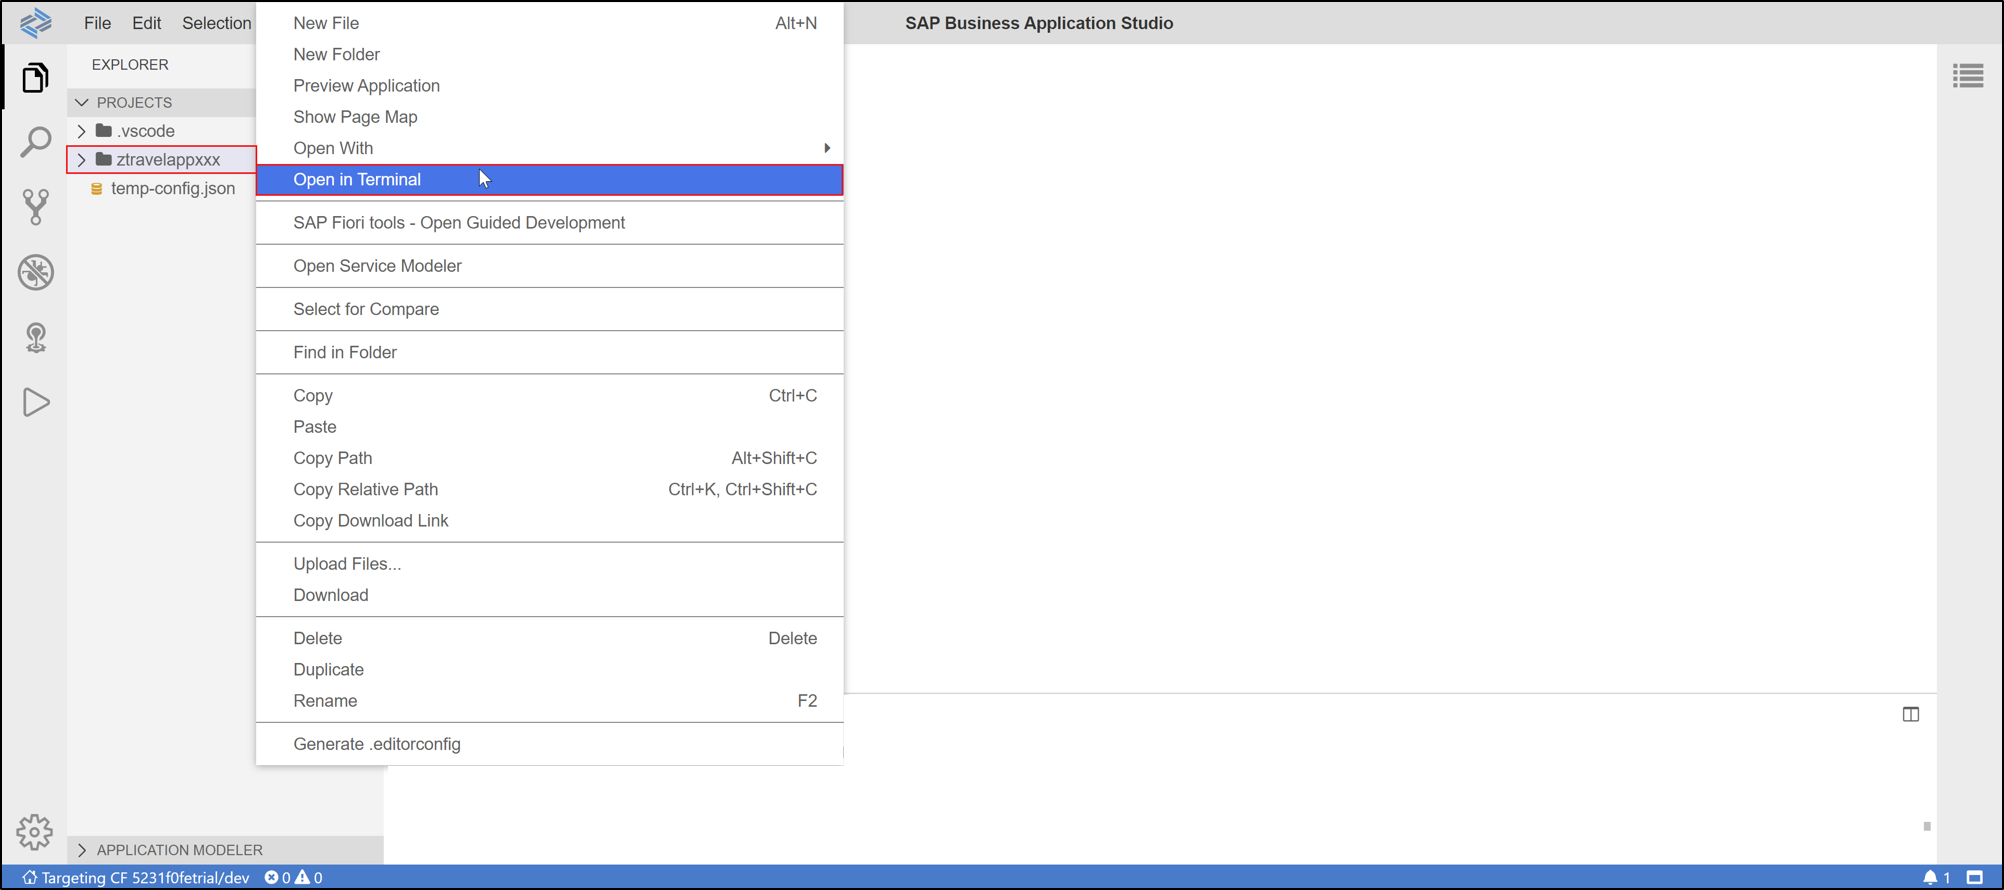 File Edit Selection
SAP Business Application Studio
EXPLORER
PROJECTS
.vscode
ztravelappxxx
temp-config.json
New File Alt+N
New Folder
Preview Application
Show Page Map
Open With
Open in Terminal
SAP Fiori tools - Open Guided Development
Open Service Modeler
Select for Compare
Find in Folder
Copy Ctrl+C
Paste
Copy Path Alt+Shift+C
Copy Relative Path Ctrl+K, Ctrl+Shift+C
Copy Download Link
Upload Files...
Download
Delete Delete
Duplicate
Rename F2
Generate .editorconfig
APPLICATION MODELER
Targeting CF 5231f0fetrial/dev 0 0 1